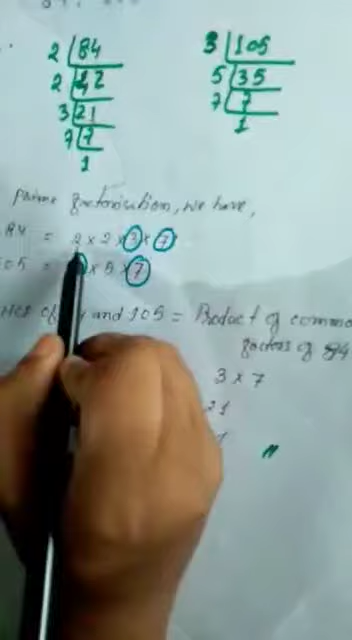 2 84
2 42
3 21
7 7
1
3 105
5 35
7 7
1
prime factorisation, we have,
84 = 2 × 2 × 3 × 7
105 = × 5 × 7
HCF of and 105 = Product of common
factors of 84
3 × 7
21